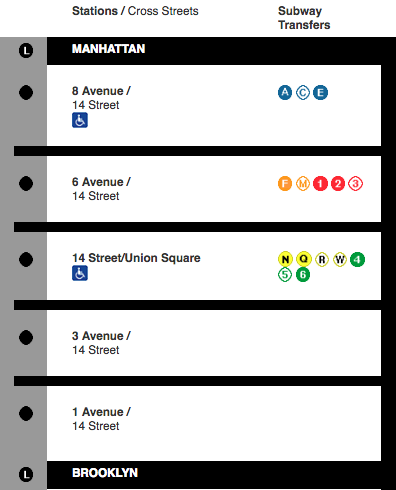 Stations / Cross Streets Subway Transfers
L MANHATTAN
8 Avenue / A C E
14 Street
6 Avenue / F M 1 2 3
14 Street
14 Street/Union Square N Q R W 4
5 6
3 Avenue /
14 Street
1 Avenue /
14 Street
L BROOKLYN